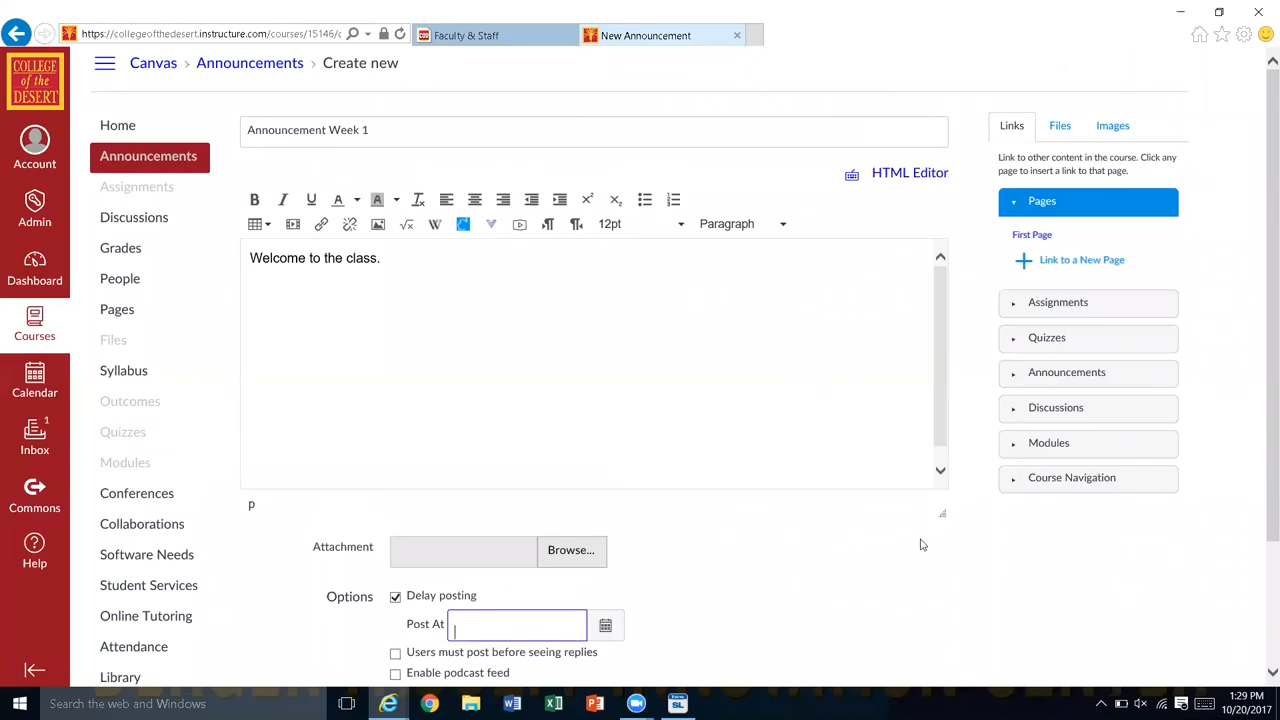 https://collegeofthedesert.instructure.com/courses/15146/
Faculty & Staff
New Announcement
COLLEGE of the DESERT
Canvas > Announcements > Create new
Account
Admin
Dashboard
Courses
Calendar
1
Inbox
Commons
Help
Home
Announcements
Assignments
Discussions
Grades
People
Pages
Files
Syllabus
Outcomes
Quizzes
Modules
Conferences
Collaborations
Software Needs
Student Services
Online Tutoring
Attendance
Library
Announcement Week 1
HTML Editor
12pt
Paragraph
Welcome to the class.
p
Attachment
Browse...
Options
Delay posting
Post At
Users must post before seeing replies
Enable podcast feed
Links Files Images
Link to other content in the course. Click any
page to insert a link to that page.
Pages
First Page
Link to a New Page
Assignments
Quizzes
Announcements
Discussions
Modules
Course Navigation
Search the web and Windows
1:29 PM
10/20/2017